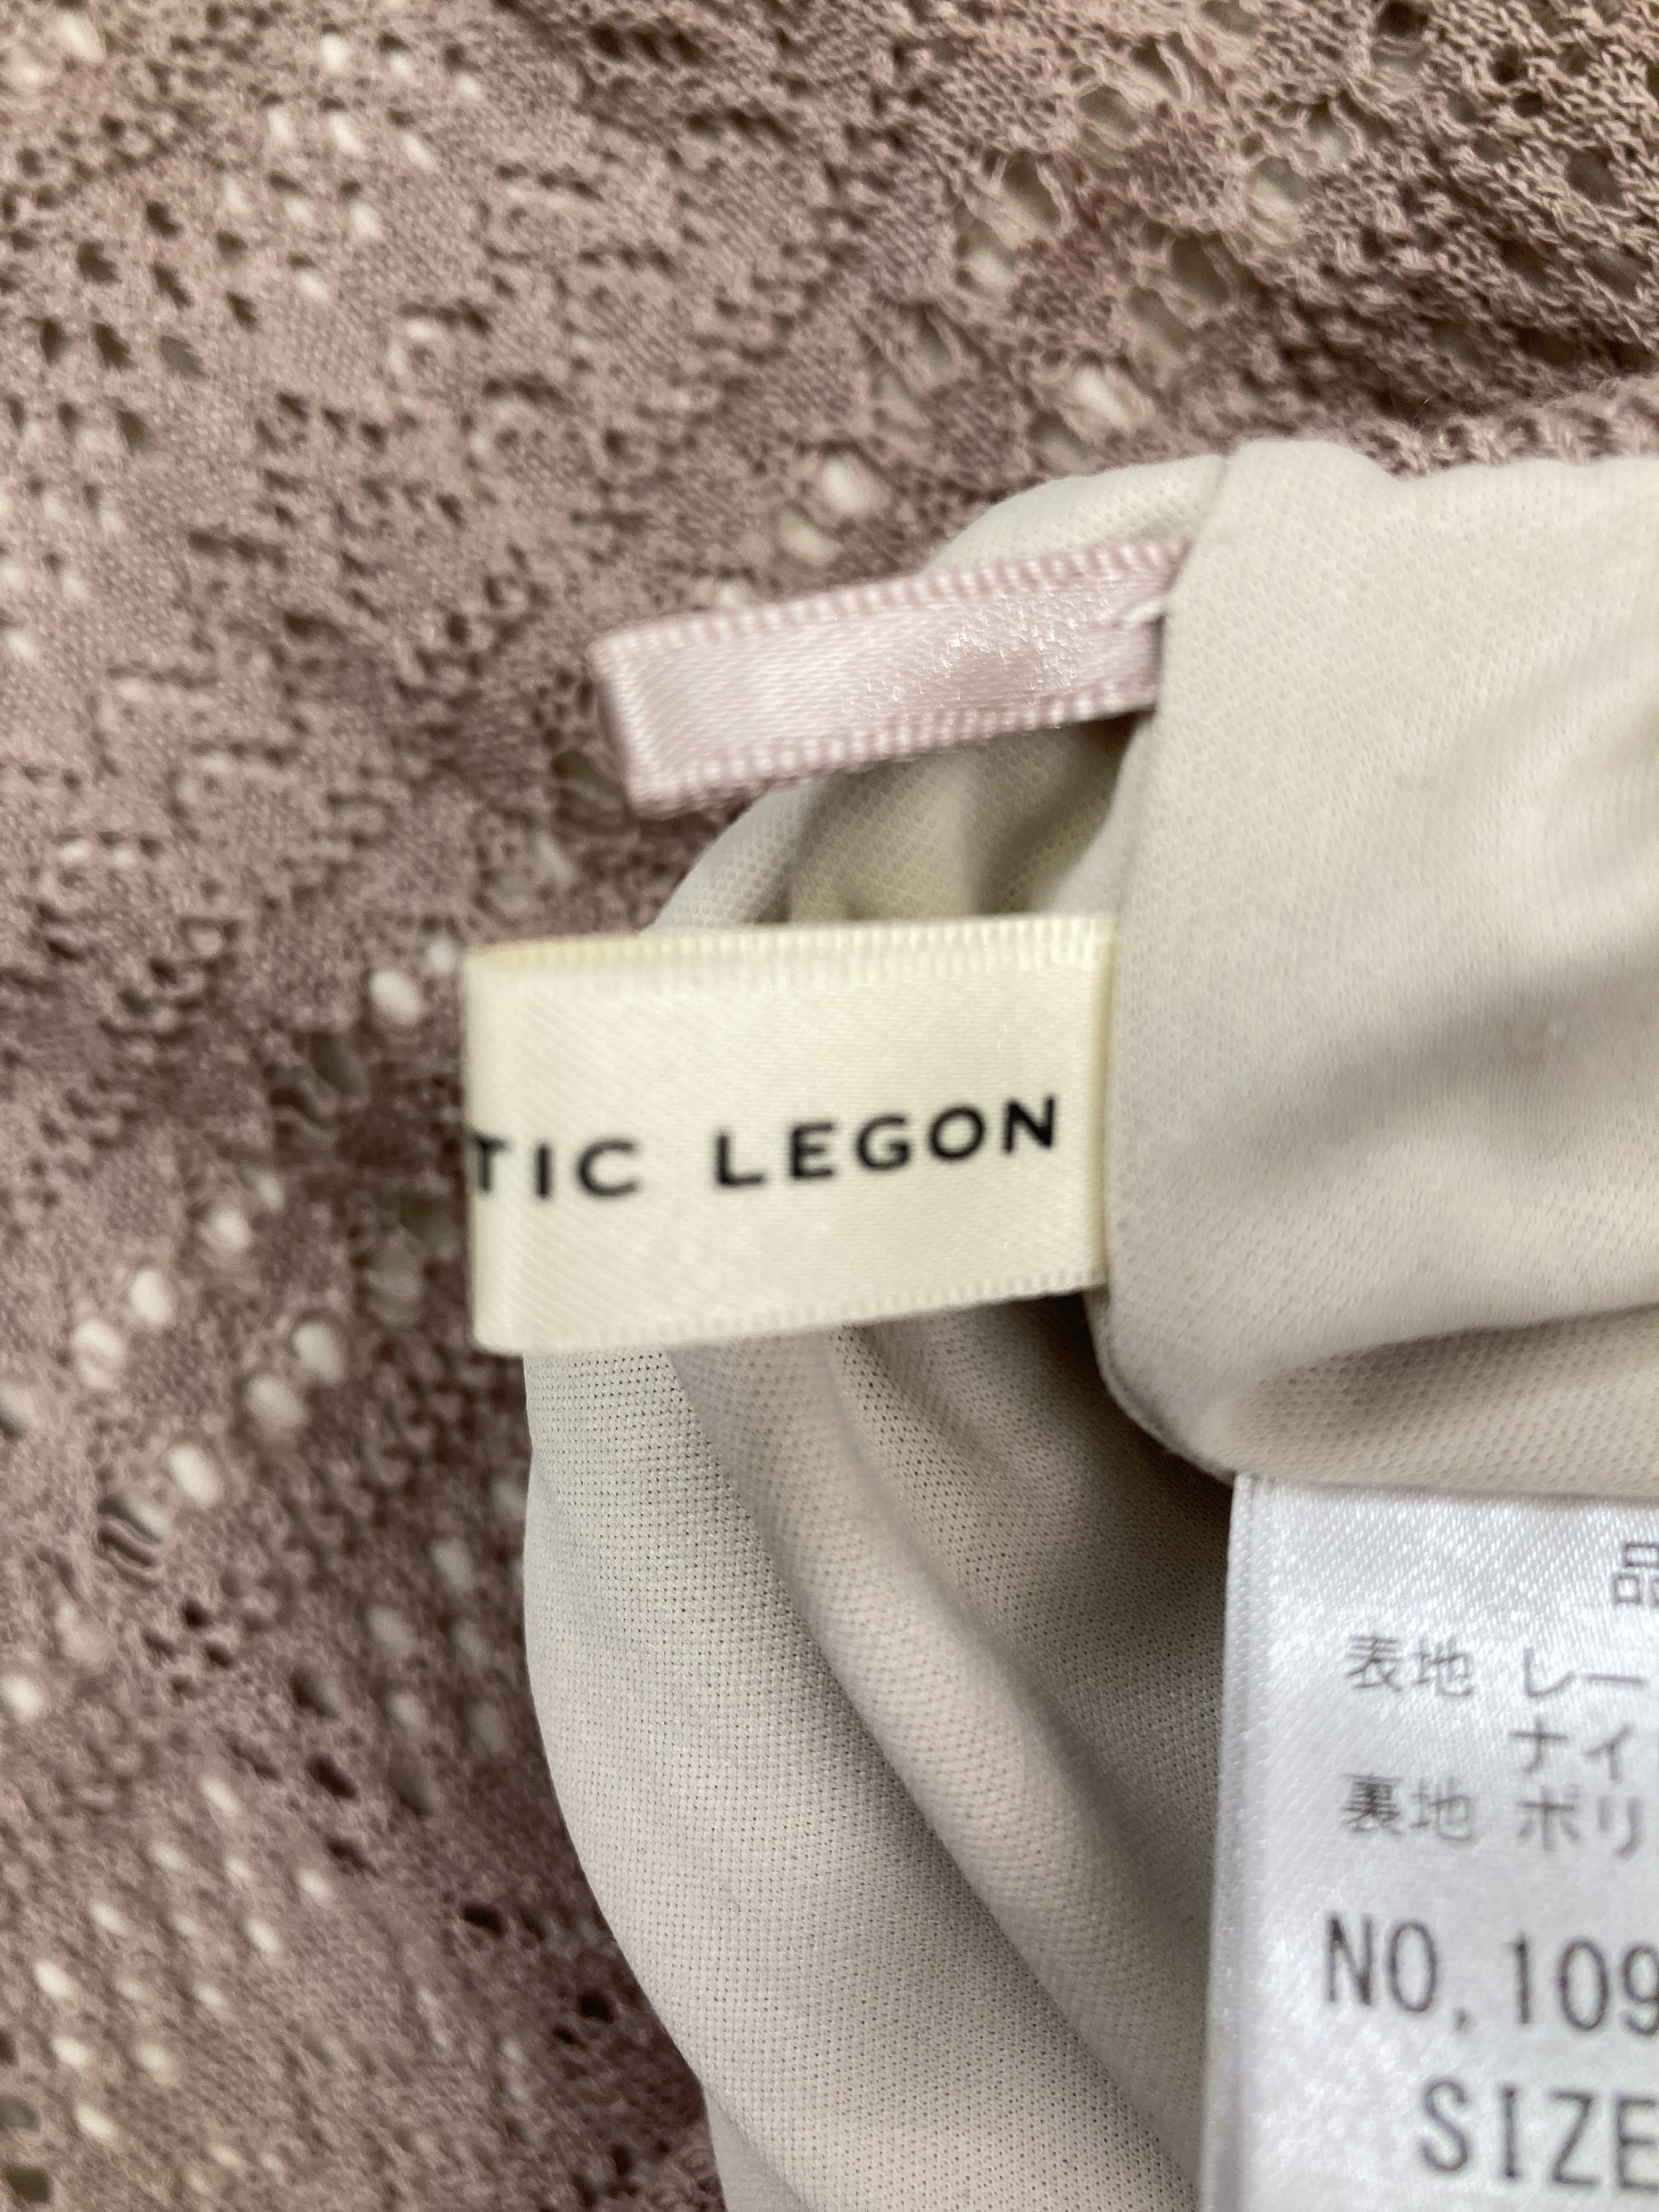 TIC LEGON
品
表地 レー
ナイ
裏地 ポリ
NO. 109
SIZE